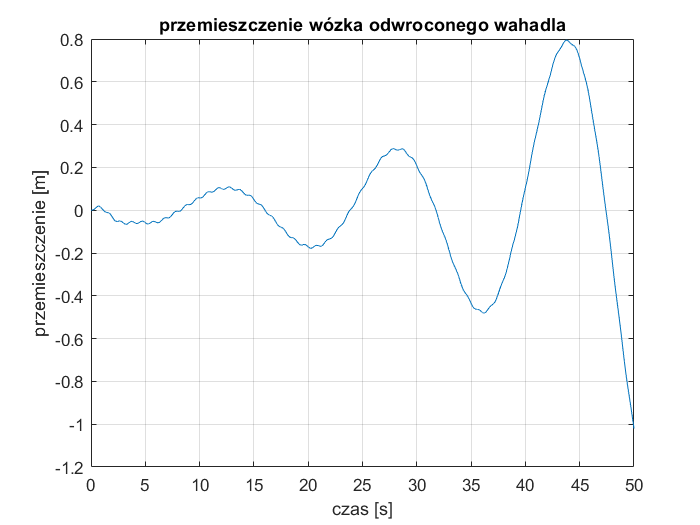 przemieszczenie wózka odwroconego wahadla
0.8
0.6
0.4
0.2
0
-0.2
-0.4
-0.6
-0.8
-1
-1.2
przemieszczenie [m]
0 5 10 15 20 25 30 35 40 45 50
czas [s]